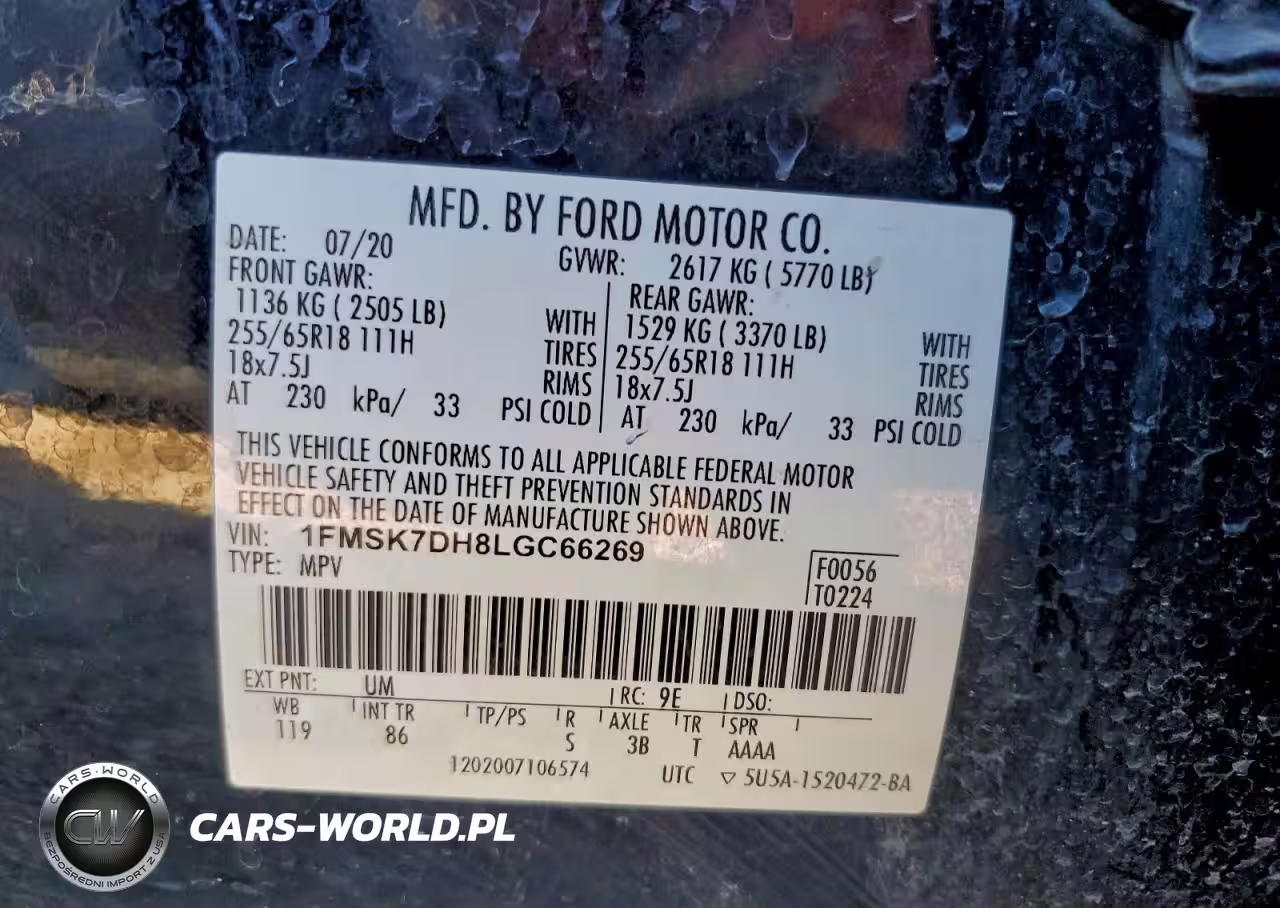 MFD. BY FORD MOTOR CO.
DATE: 07/20 GVWR: 2617 KG ( 5770 LB)
FRONT GAWR: REAR GAWR:
1136 KG ( 2505 LB) WITH 1529 KG ( 3370 LB) WITH
255/65R18 111H TIRES 255/65R18 111H TIRES
18x7.5J RIMS 18x7.5J RIMS
AT 230 kPa/ 33 PSI COLD AT 230 kPa/ 33 PSI COLD
THIS VEHICLE CONFORMS TO ALL APPLICABLE FEDERAL MOTOR
VEHICLE SAFETY AND THEFT PREVENTION STANDARDS IN
EFFECT ON THE DATE OF MANUFACTURE SHOWN ABOVE.
VIN: 1FMSK7DH8LGC66269
TYPE: MPV
F0056
T0224
EXT PNT: UM RC: 9E DSO:
WB INT TR TP/PS R AXLE TR SPR
119 86 S 3B T AAAA
1202007106574 UTC ▽ 5U5A-1520472-BA
CARS-WORLD
CW
BEZPOŚREDNI IMPORT Z USA
CARS-WORLD.PL